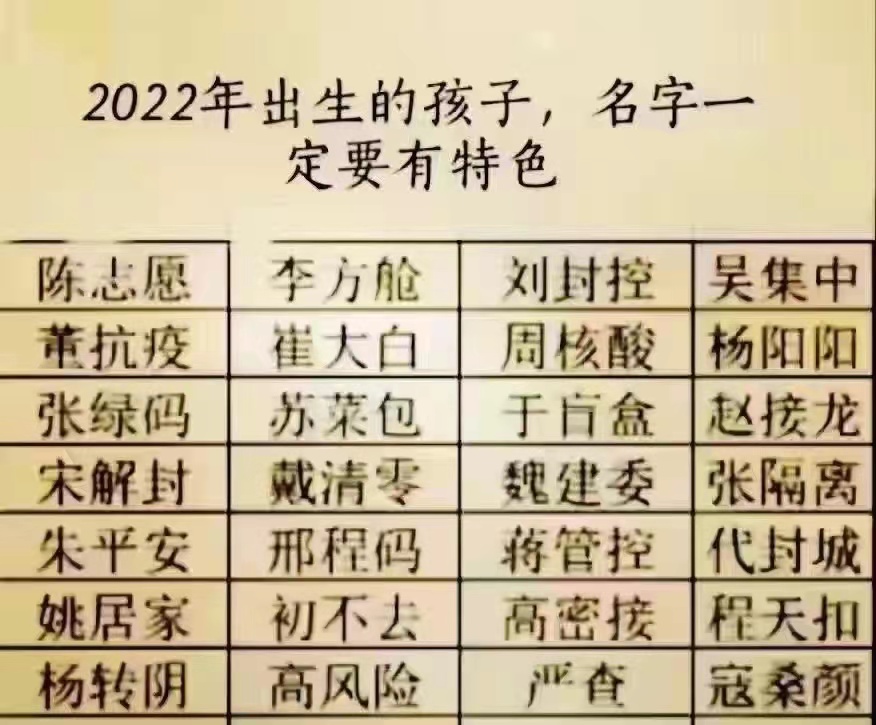 2022年出生的孩子，名字一
定要有特色
陈志愿 李方舱 刘封控 吴集中
董抗疫 崔大白 周核酸 杨阳阳
张绿码 苏菜包 于盲盒 赵接龙
宋解封 戴清零 魏建委 张隔离
朱平安 邢程码 蒋管控 代封城
姚居家 初不去 高密接 程天扣
杨转阴 高风险 严查 寇桑颜